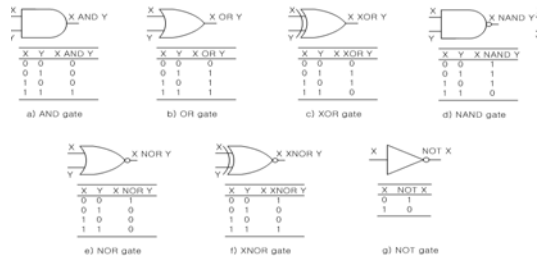 X
Y
X AND Y
X Y X AND Y
0 0 0
0 1 0
1 0 0
1 1 1
a) AND gate
X
Y
X OR Y
X Y X OR Y
0 0 0
0 1 1
1 0 1
1 1 1
b) OR gate
X
Y
X XOR Y
X Y X XOR Y
0 0 0
0 1 1
1 0 1
1 1 0
c) XOR gate
X
Y
X NAND Y
X Y X NAND Y
0 0 1
0 1 1
1 0 1
1 1 0
d) NAND gate
X
Y
X NOR Y
X Y X NOR Y
0 0 1
0 1 0
1 0 0
1 1 0
e) NOR gate
X
Y
X XNOR Y
X Y X XNOR Y
0 0 1
0 1 0
1 0 0
1 1 1
f) XNOR gate
X
NOT X
X NOT X
0 1
1 0
g) NOT gate